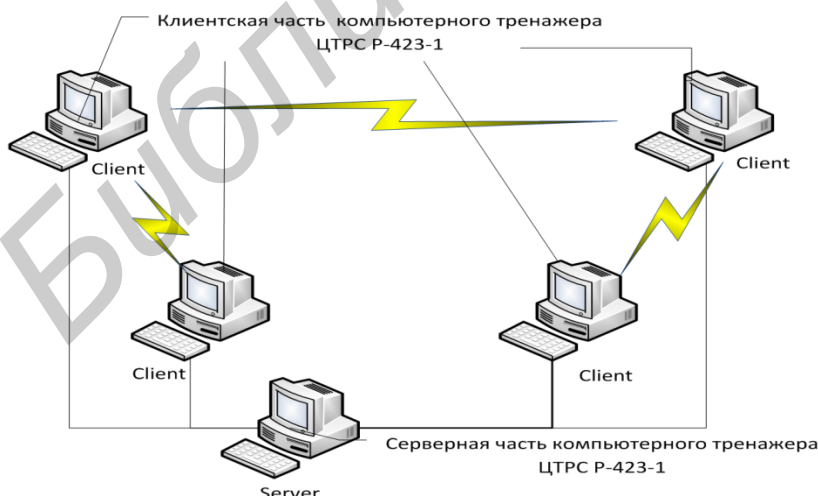 Клиентская часть компьютерного тренажера
ЦТРС Р-423-1
Client
Client
Client
Client
Серверная часть компьютерного тренажера
ЦТРС Р-423-1
Server
Библи